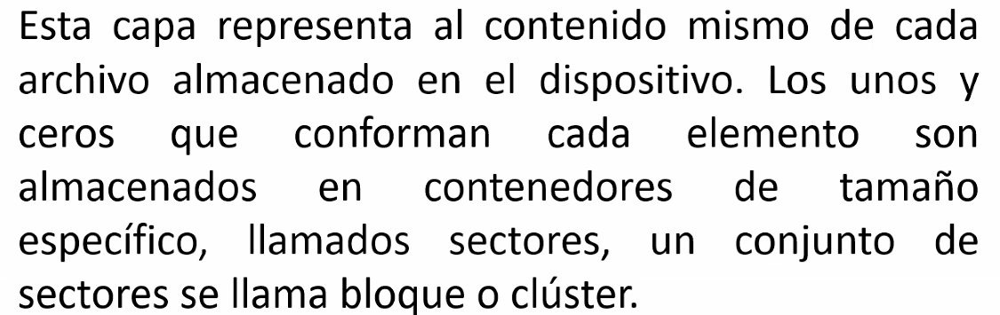 Esta capa representa al contenido mismo de cada
archivo almacenado en el dispositivo. Los unos y
ceros que conforman cada elemento son
almacenados en contenedores de tamaño
específico, llamados sectores, un conjunto de
sectores se llama bloque o clúster.